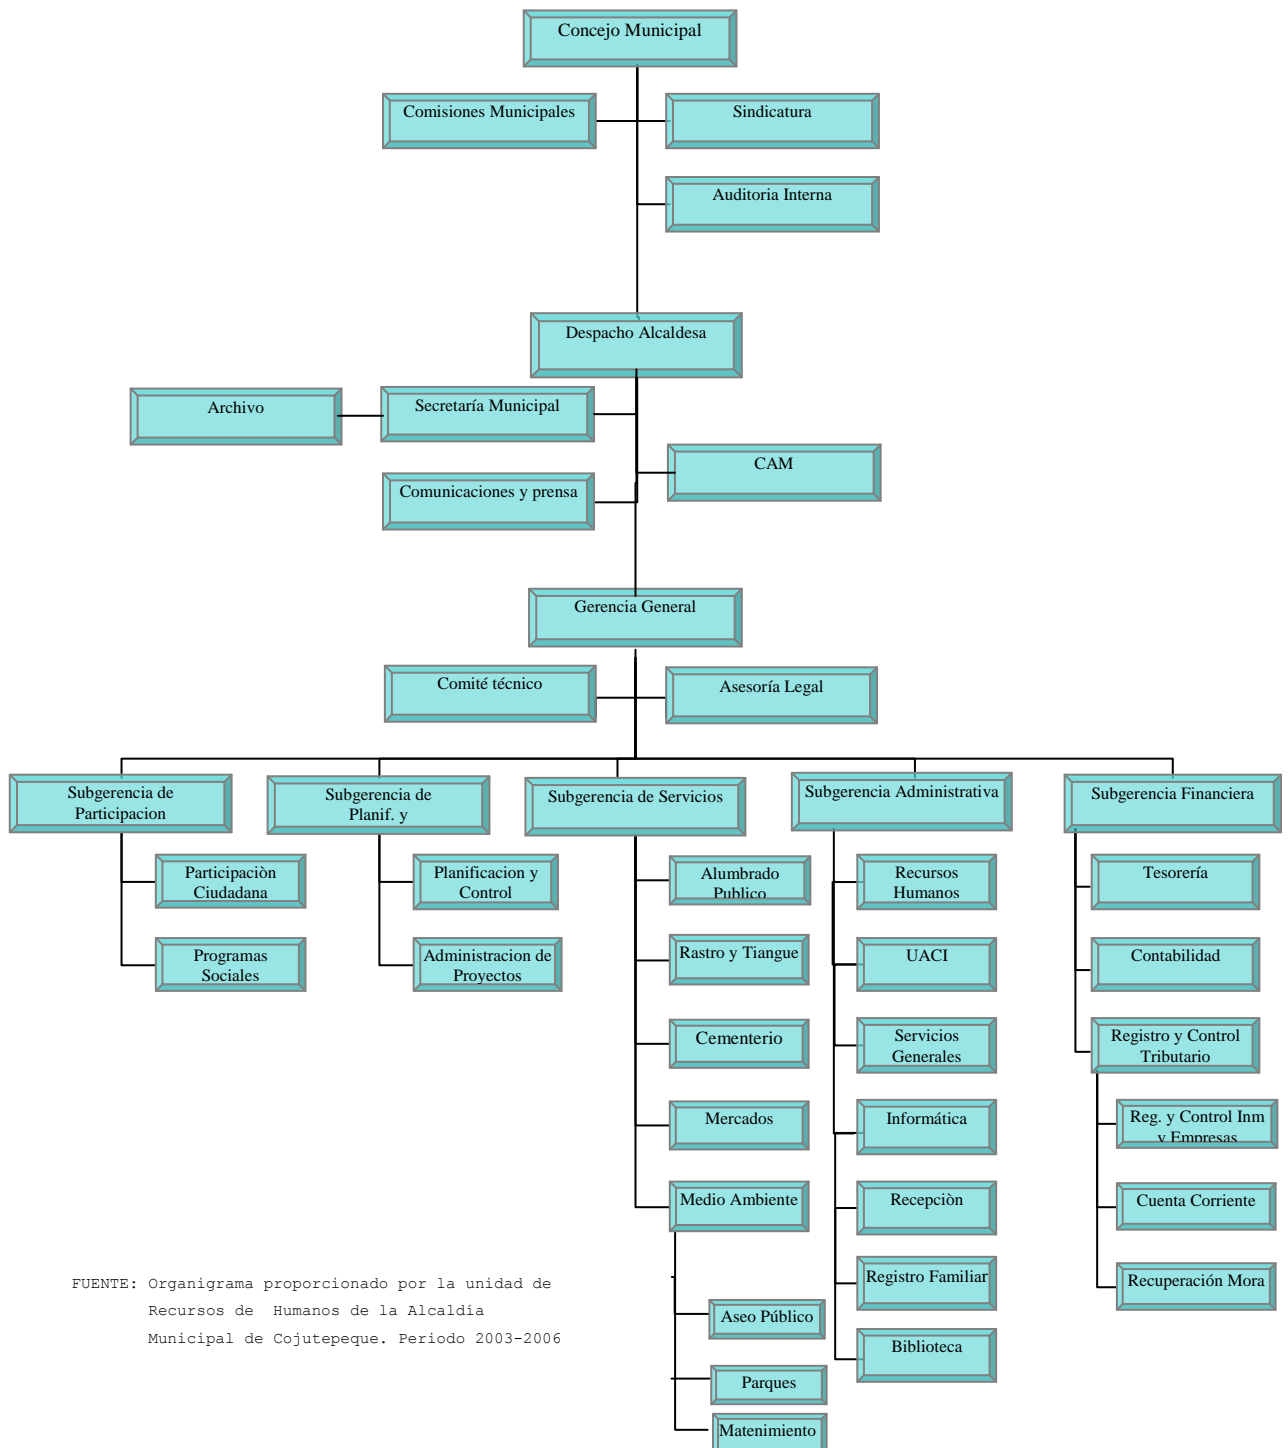 Concejo Municipal
Comisiones Municipales
Sindicatura
Auditoria Interna
Despacho Alcaldesa
Archivo
Secretaría Municipal
CAM
Comunicaciones y prensa
Gerencia General
Comité técnico
Asesoría Legal
Subgerencia de
Participacion
Subgerencia de
Planif. y
Subgerencia de Servicios
Subgerencia Administrativa
Subgerencia Financiera
Participaciòn
Ciudadana
Programas
Sociales
Planificacion y
Control
Administracion de
Proyectos
Alumbrado
Publico
Rastro y Tiangue
Cementerio
Mercados
Medio Ambiente
Aseo Público
Parques
Matenimiento
Recursos
Humanos
UACI
Servicios
Generales
Informática
Recepciòn
Registro Familiar
Biblioteca
Tesorería
Contabilidad
Registro y Control
Tributario
Reg. y Control Inm
y Empresas
Cuenta Corriente
Recuperación Mora
FUENTE: Organigrama proporcionado por la unidad de
Recursos de Humanos de la Alcaldía
Municipal de Cojutepeque. Periodo 2003-2006